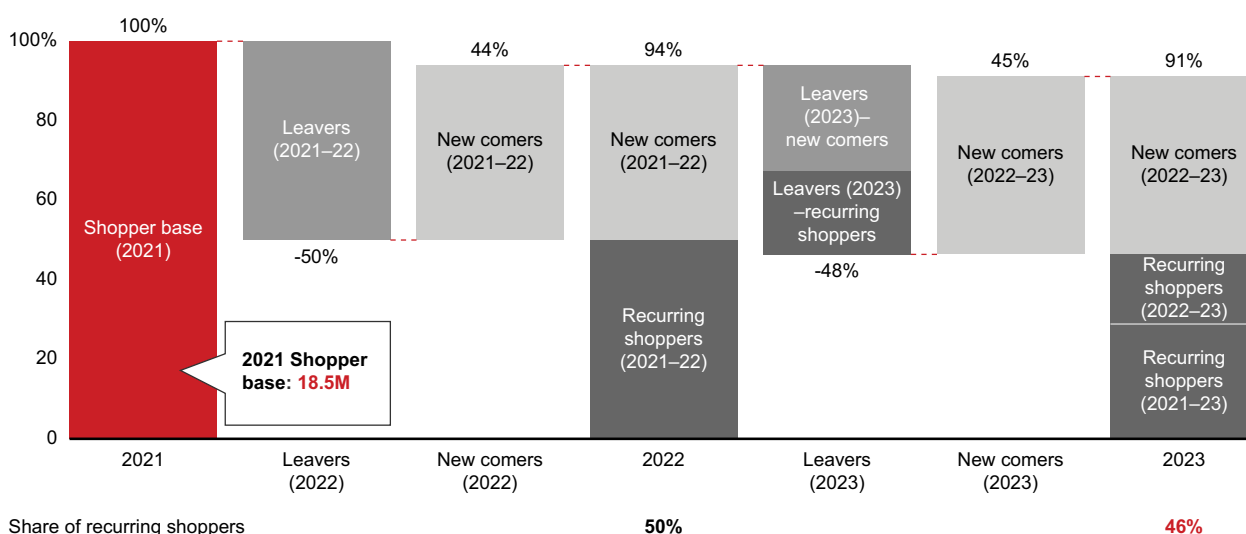 100%
44%
94%
45%
91%
100%
80
60
40
20
0
Shopper base
(2021)
2021 Shopper
base: 18.5M
Leavers
(2021–22)
-50%
New comers
(2021–22)
New comers
(2021–22)
Recurring
shoppers
(2021–22)
Leavers
(2023)–
new comers
Leavers (2023)
–recurring
shoppers
-48%
New comers
(2022–23)
New comers
(2022–23)
Recurring
shoppers
(2022–23)
Recurring
shoppers
(2021–23)
2021
Leavers
(2022)
New comers
(2022)
2022
Leavers
(2023)
New comers
(2023)
2023
Share of recurring shoppers
50%
46%